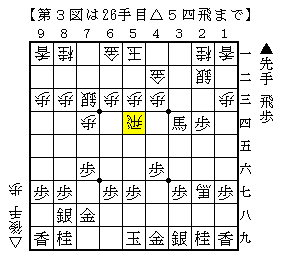 【第３図は26手目△５四飛まで】
９ ８ ７ ６ ５ ４ ３ ２ １
香 桂 金 玉 桂 香 一
金 銀 二
歩 歩 銀 歩 歩 歩 歩 三
歩 飛 馬 歩 四
五
歩 歩 六
歩 歩 歩 歩 歩 馬 歩 七
銀 金 八
香 桂 玉 金 銀 桂 香 九
▲先手 飛歩
△後手 歩